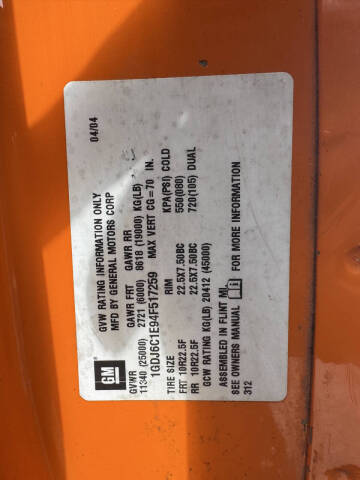 GM
GVW RATING INFORMATION ONLY
MFD BY GENERAL MOTORS CORP
04/04
GVWR GAWR FRT GAWR RR
11340 (25000) 2721 (6000) 8618 (19000) KG(LB)
1GDJ6C1E94F517259 MAX VERT CG=70 IN.
TIRE SIZE RIM KPA(PSI) COLD
FRT 10R22.5F 22.5X7.50BC 550(080)
RR 10R22.5F 22.5X7.50BC 720(105) DUAL
GCW RATING KG(LB) 20412 (45000)
ASSEMBLED IN FLINT MI.
SEE OWNERS MANUAL FOR MORE INFORMATION
312